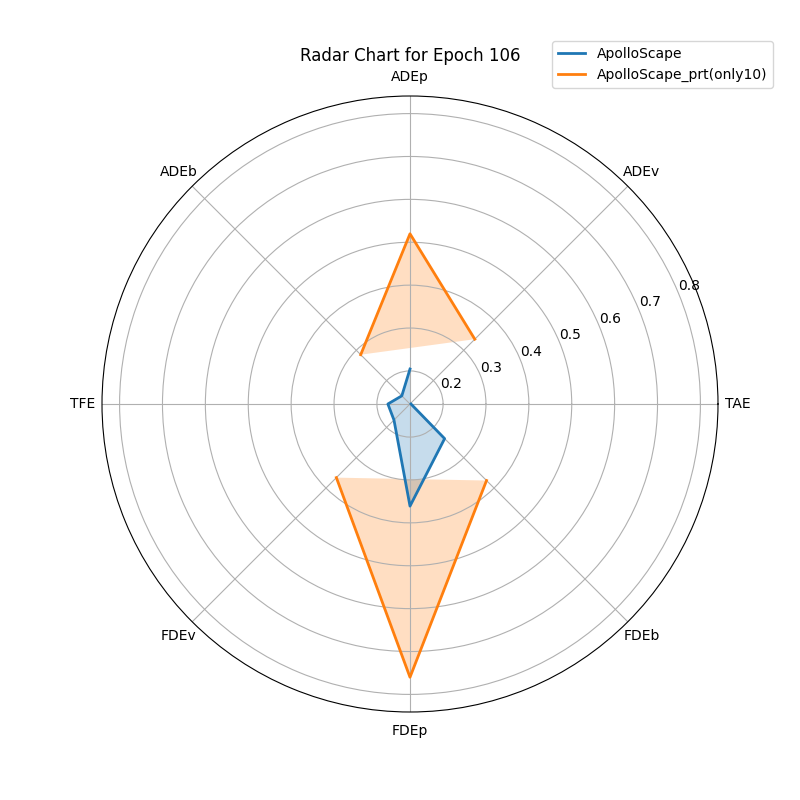 Radar Chart for Epoch 106
ApolloScape
ApolloScape_prt(only10)
ADEp
ADEb
ADEv
0.8
0.7
0.6
0.5
0.4
0.3
0.2
TFE
TAE
FDEv
FDEb
FDEp